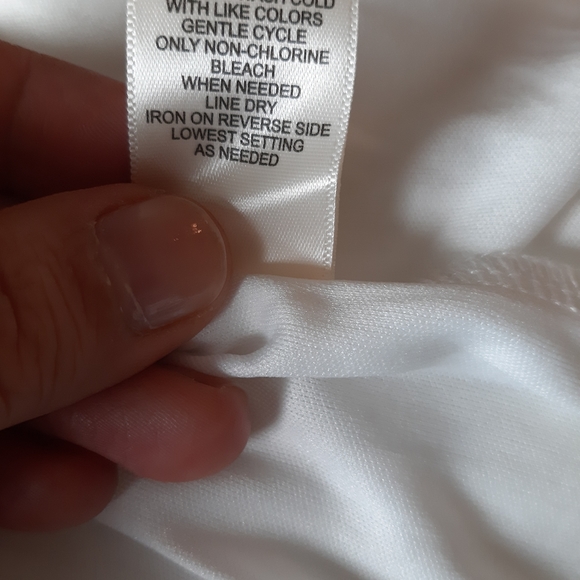 COLD
WITH LIKE COLORS
GENTLE CYCLE
ONLY NON-CHLORINE
BLEACH
WHEN NEEDED
LINE DRY
IRON ON REVERSE SIDE
LOWEST SETTING
AS NEEDED